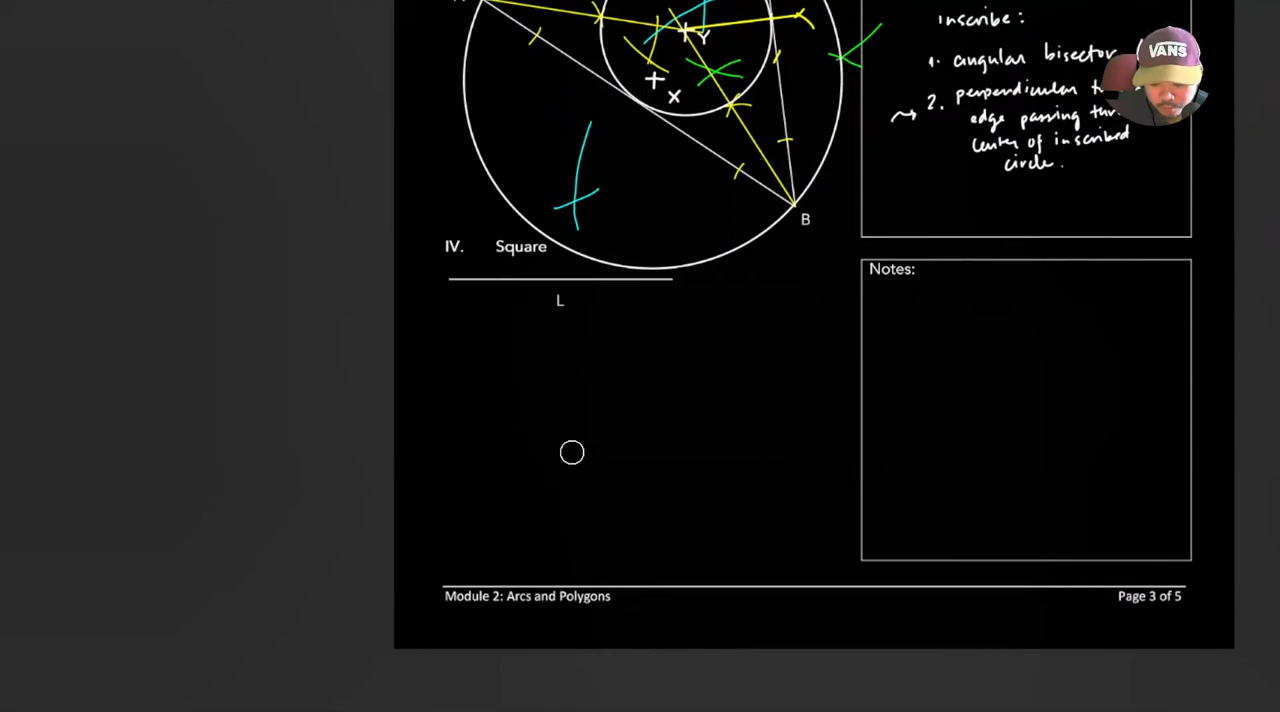 inscribe:
1. angular bisector
2. perpendicular
edge passing
center of inscribed
circle.
VANS
Y
X
B
IV. Square
L
Notes:
Module 2: Arcs and Polygons
Page 3 of 5